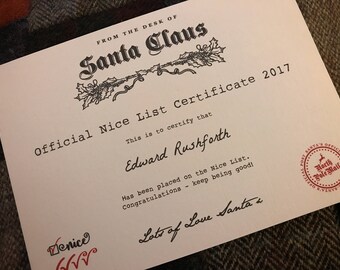 FROM THE DESK OF
Santa Claus
Official Nice List Certificate 2017
This is to certify that
Edward Rushforth
Has been placed on the Nice List.
Congratulations - keep being good!
Lots of Love Santa x
nice
North
Pole Mail